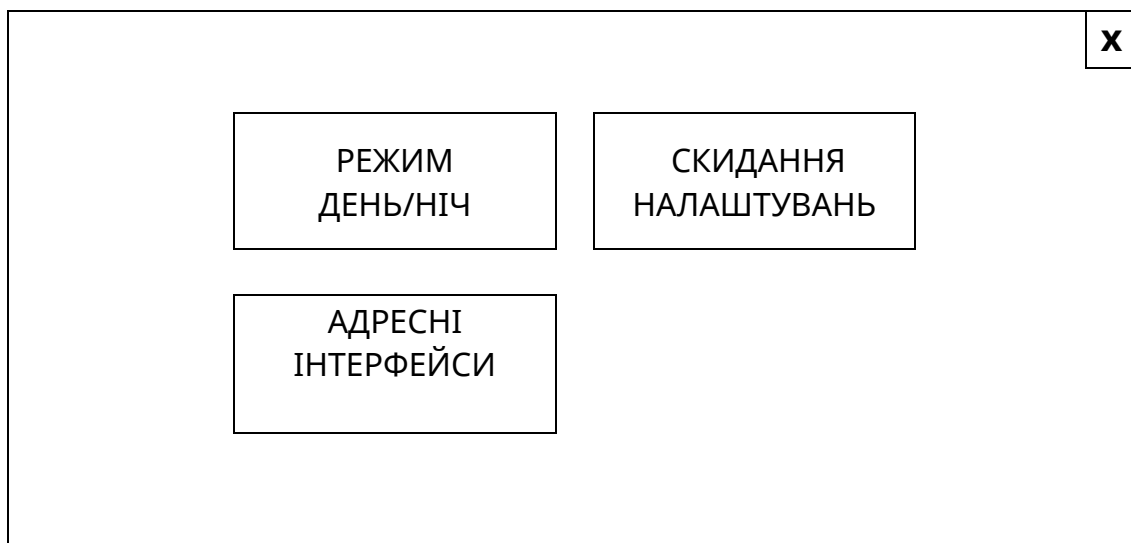 X
РЕЖИМ
ДЕНЬ/НІЧ
СКИДАННЯ
НАЛАШТУВАНЬ
АДРЕСНІ
ІНТЕРФЕЙСИ